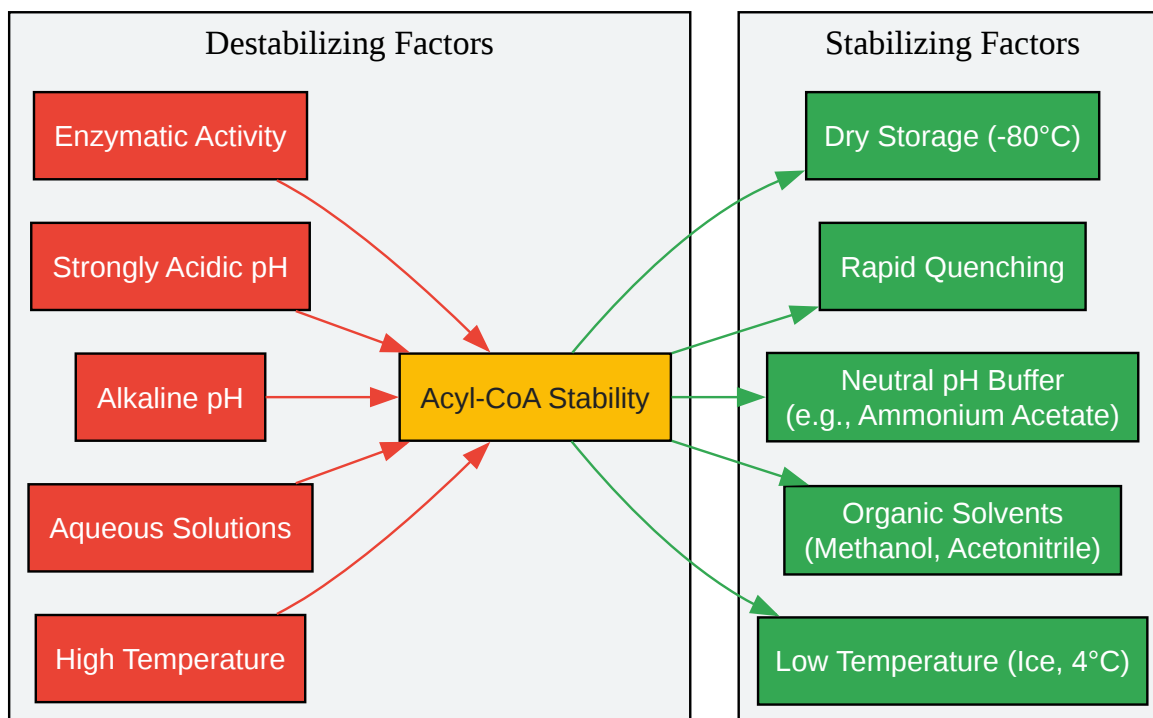 Destabilizing Factors
Enzymatic Activity
Strongly Acidic pH
Alkaline pH
Aqueous Solutions
High Temperature
Acyl-CoA Stability
Stabilizing Factors
Dry Storage (-80°C)
Rapid Quenching
Neutral pH Buffer
(e.g., Ammonium Acetate)
Organic Solvents
(Methanol, Acetonitrile)
Low Temperature (Ice, 4°C)